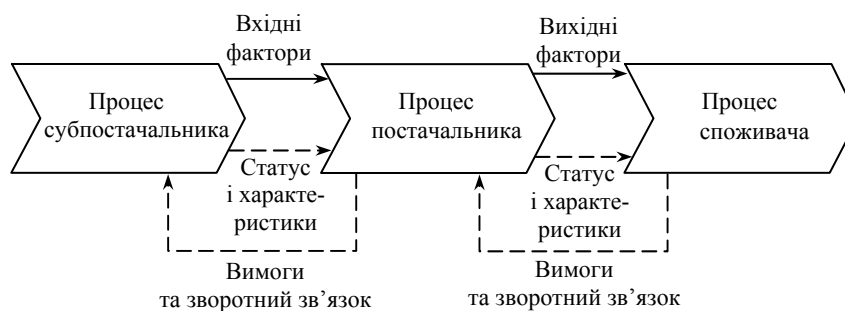 Вхідні
фактори
Вихідні
фактори
Процес
субпостачальника
Процес
постачальника
Процес
споживача
Статус
і характе-
ристики
Статус
і характе-
ристики
Вимоги
та зворотний зв’язок
Вимоги
та зворотний зв’язок